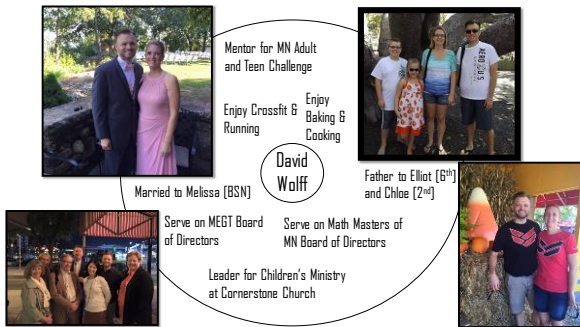 Mentor for MN Adult
and Teen Challenge
Enjoy Crossfit &
Running
Enjoy
Baking &
Cooking
David
Wolff
Married to Melissa [BSN]
Father to Elliot [6th]
and Chloe [2nd]
Serve on MEGT Board
of Directors
Serve on Math Masters of
MN Board of Directors
Leader for Children's Ministry
at Cornerstone Church